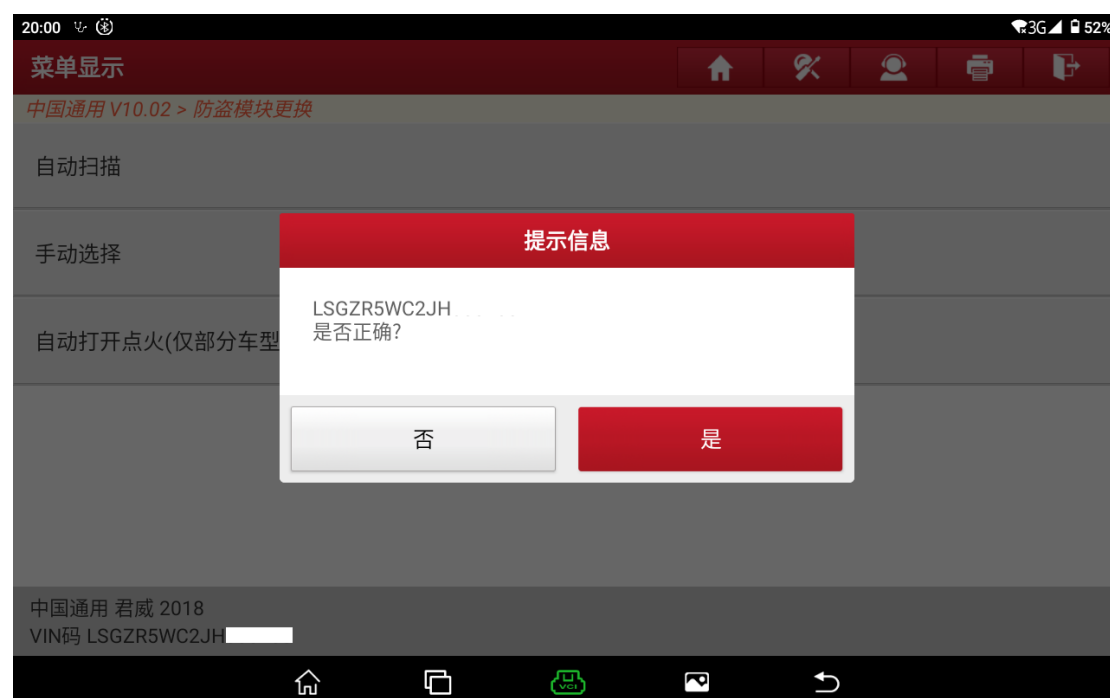 20:00 3G 52%
菜单显示
中国通用 V10.02 > 防盗模块更换
自动扫描
手动选择
自动打开点火(仅部分车型
提示信息
LSGZR5WC2JH
是否正确?
否 是
中国通用 君威 2018
VIN码 LSGZR5WC2JH
VCI